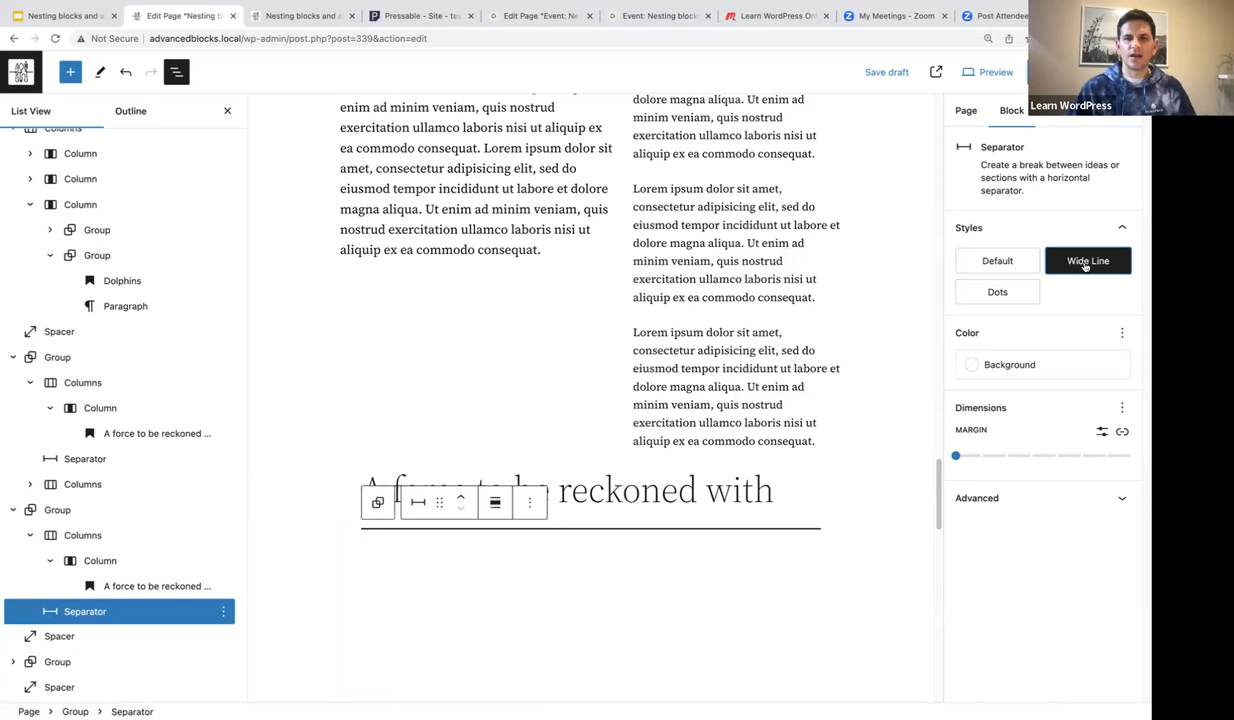 Nesting blocks and a
Edit Page "Nesting b
Nesting blocks and a
Pressable - Site - tes
Edit Page "Event: Ne
Event: Nesting block
Learn WordPress Onl
My Meetings - Zoom
Post Attendee
Not Secure
advancedblocks.local/wp-admin/post.php?post=339&action=edit
Save draft
Preview
Learn WordPress
List View
Outline
Columns
Column
Column
Column
Group
Group
Dolphins
Paragraph
Spacer
Group
Columns
Column
A force to be reckoned ...
Separator
Columns
Group
Columns
Column
A force to be reckoned ...
Separator
Spacer
Group
Spacer
enim ad minim veniam, quis nostrud
exercitation ullamco laboris nisi ut aliquip ex
ea commodo consequat. Lorem ipsum dolor sit
amet, consectetur adipisicing elit, sed do
eiusmod tempor incididunt ut labore et dolore
magna aliqua. Ut enim ad minim veniam, quis
nostrud exercitation ullamco laboris nisi ut
aliquip ex ea commodo consequat.
dolore magna aliqua. Ut enim ad
minim veniam, quis nostrud
exercitation ullamco laboris nisi ut
aliquip ex ea commodo consequat.
Lorem ipsum dolor sit amet,
consectetur adipisicing elit, sed do
eiusmod tempor incididunt ut labore et
dolore magna aliqua. Ut enim ad
minim veniam, quis nostrud
exercitation ullamco laboris nisi ut
aliquip ex ea commodo consequat.
Lorem ipsum dolor sit amet,
consectetur adipisicing elit, sed do
eiusmod tempor incididunt ut labore et
dolore magna aliqua. Ut enim ad
minim veniam, quis nostrud
exercitation ullamco laboris nisi ut
aliquip ex ea commodo consequat.
A force to be reckoned with
Page
Block
Separator
Create a break between ideas or
sections with a horizontal
separator.
Styles
Default
Wide Line
Dots
Color
Background
Dimensions
MARGIN
Advanced
Page > Group > Separator